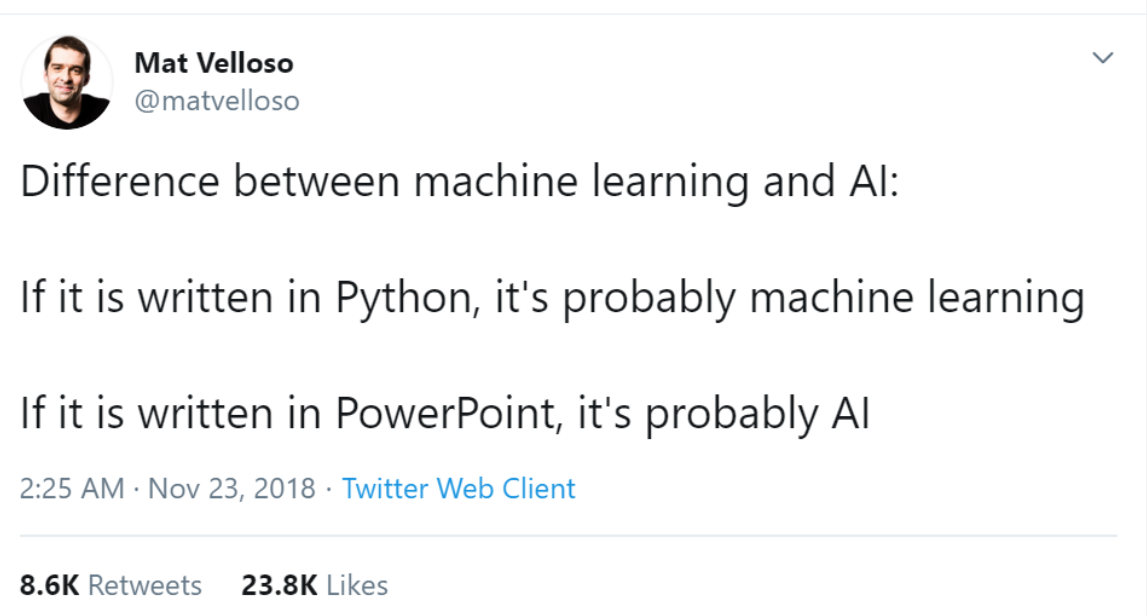 Mat Velloso
@matvelloso
Difference between machine learning and AI:
If it is written in Python, it's probably machine learning
If it is written in PowerPoint, it's probably AI
2:25 AM · Nov 23, 2018 · Twitter Web Client
8.6K Retweets 23.8K Likes